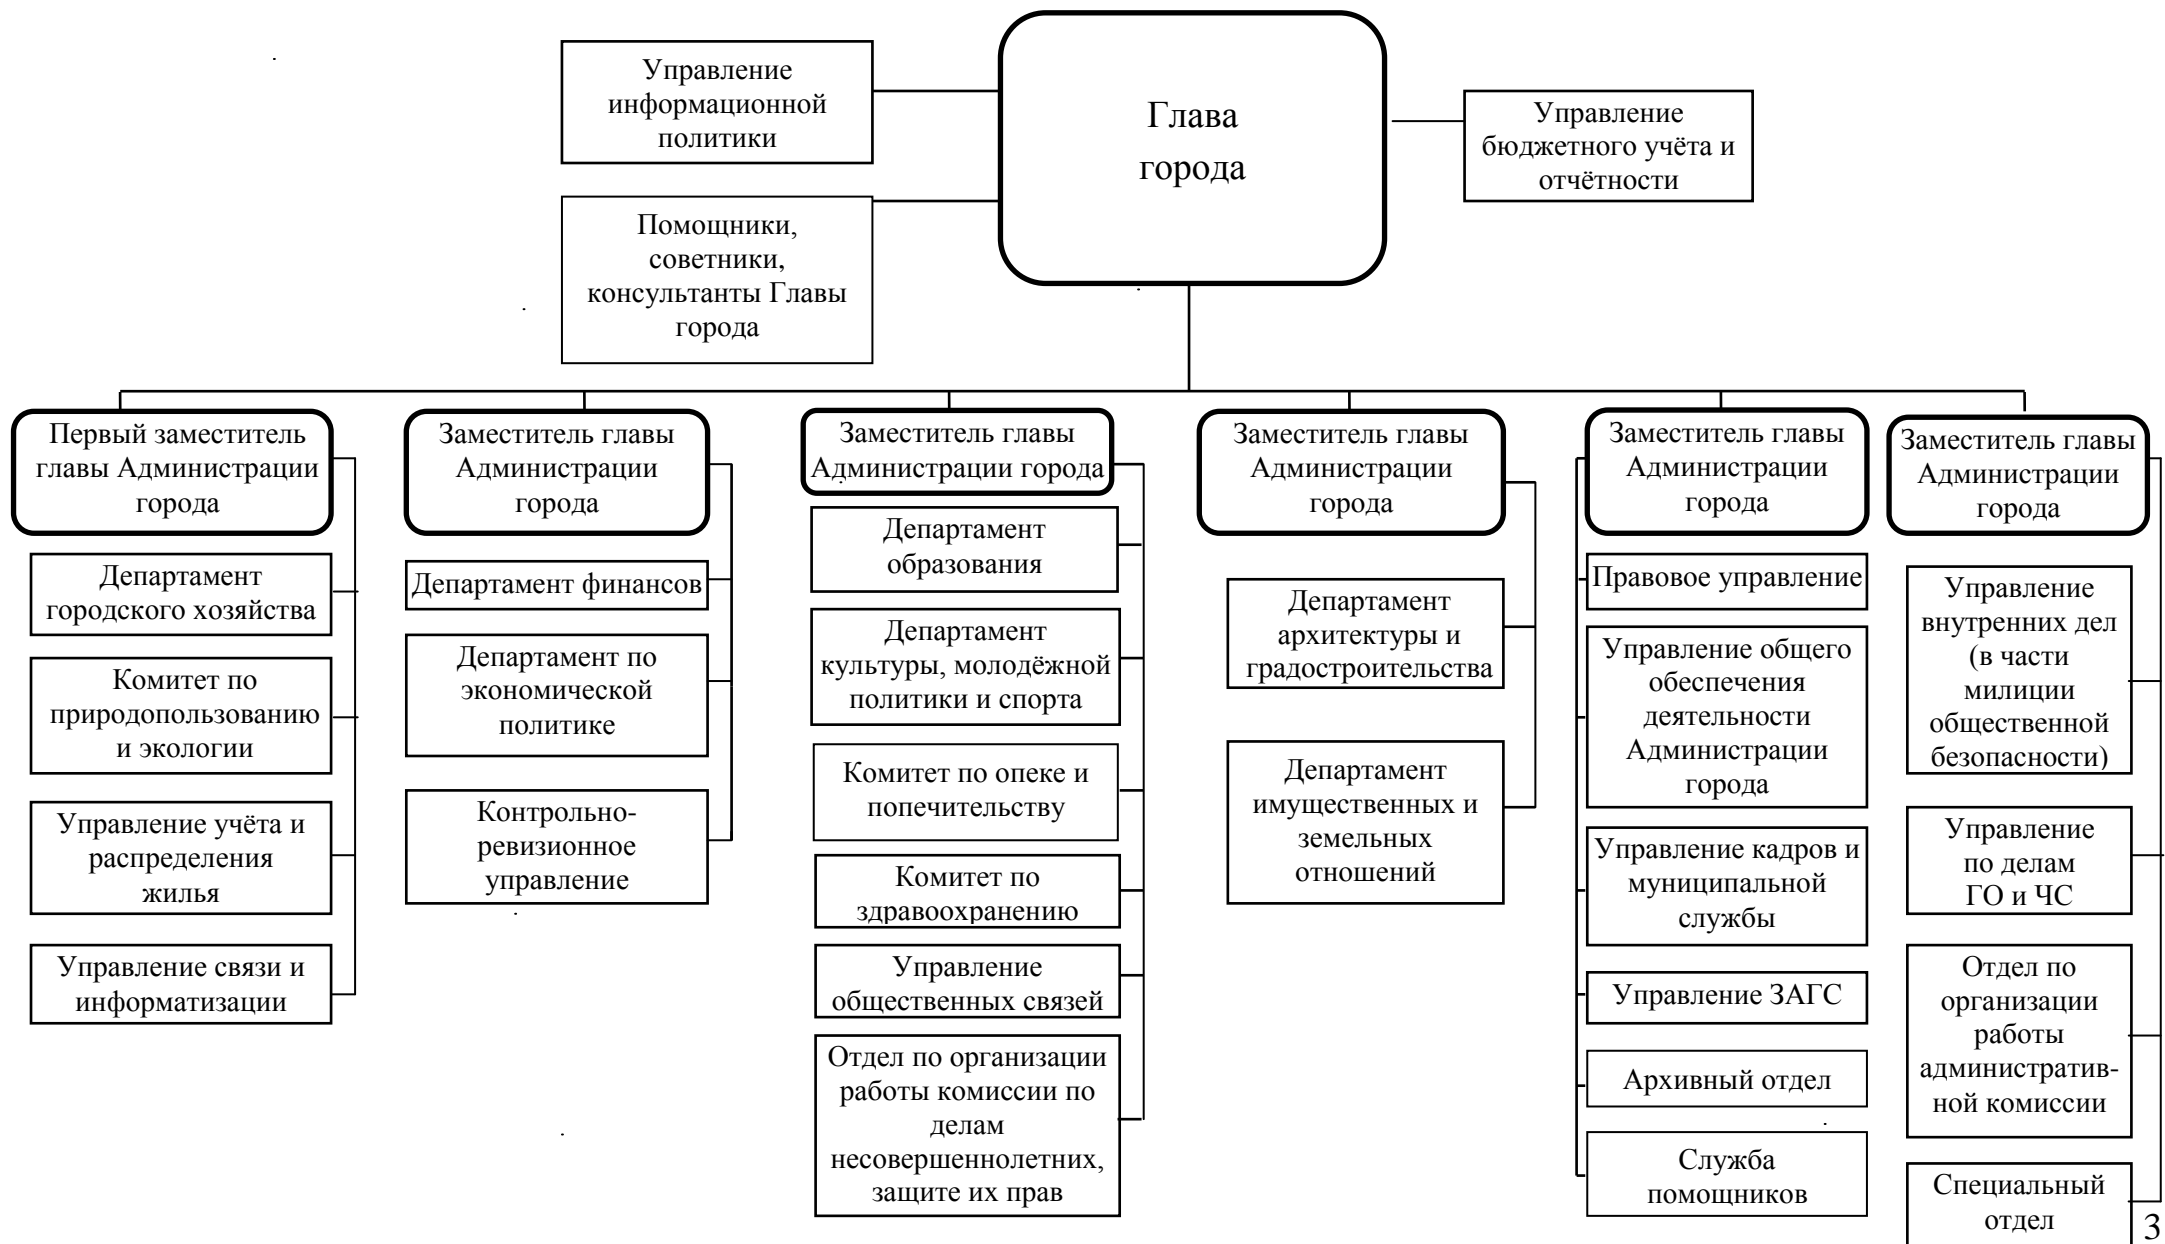 Управление
информационной
политики
Глава
города
Управление
бюджетного учёта и
отчётности
Помощники,
советники,
консультанты Главы
города
Первый заместитель
главы Администрации
города
Департамент
городского хозяйства
Комитет по
природопользованию
и экологии
Управление учёта и
распределения
жилья
Управление связи и
информатизации
Заместитель главы
Администрации
города
Департамент финансов
Департамент по
экономической
политике
Контрольно-
ревизионное
управление
Заместитель главы
Администрации города
Департамент
образования
Департамент
культуры, молодёжной
политики и спорта
Комитет по опеке и
попечительству
Комитет по
здравоохранению
Управление
общественных связей
Отдел по организации
работы комиссии по
делам
несовершеннолетних,
защите их прав
Заместитель главы
Администрации
города
Департамент
архитектуры и
градостроительства
Департамент
имущественных и
земельных
отношений
Заместитель главы
Администрации
города
Правовое управление
Управление общего
обеспечения
деятельности
Администрации
города
Управление кадров и
муниципальной
службы
Управление ЗАГС
Архивный отдел
Служба
помощников
Заместитель главы
Администрации
города
Управление
внутренних дел
(в части
милиции
общественной
безопасности)
Управление
по делам
ГО и ЧС
Отдел по
организации
работы
административ-
ной комиссии
Специальный
отдел
3